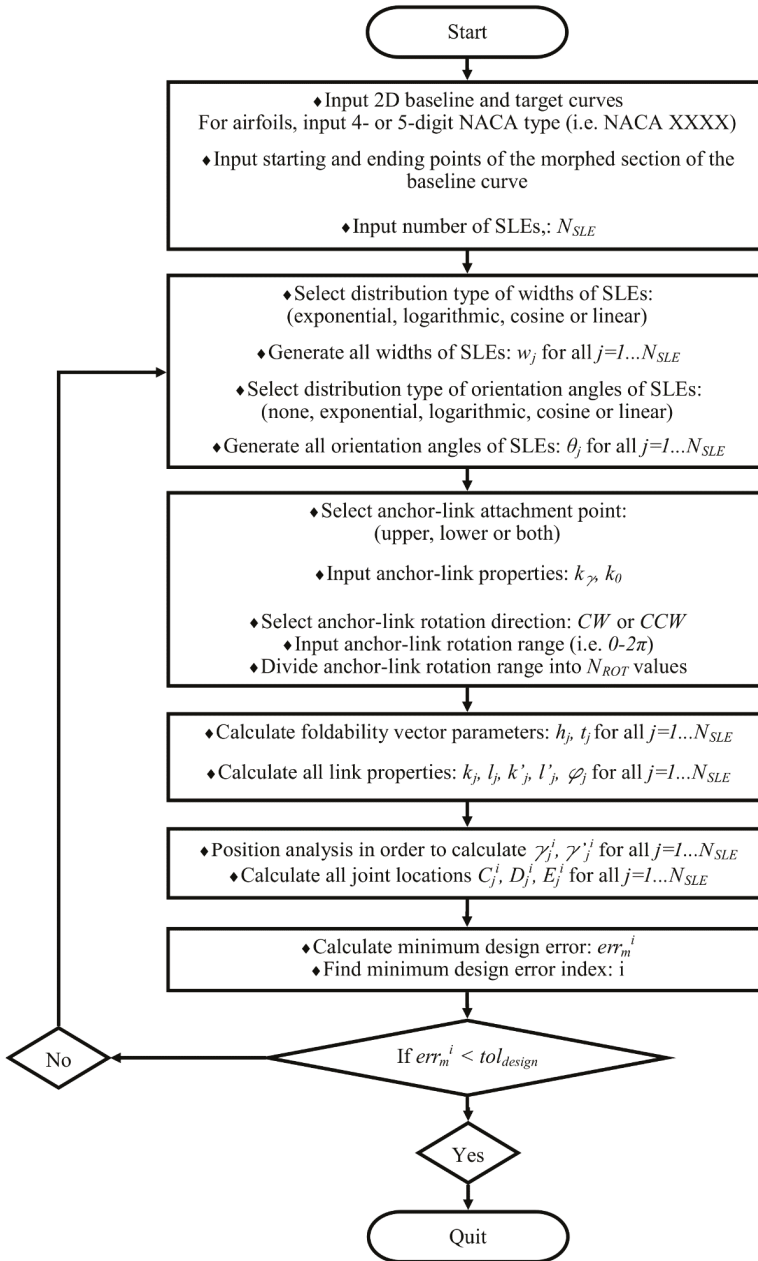 Start
♦Input 2D baseline and target curves
For airfoils, input 4- or 5-digit NACA type (i.e. NACA XXXX)
♦Input starting and ending points of the morphed section of the
baseline curve
♦Input number of SLEs,: N_SLE
♦Select distribution type of widths of SLEs:
(exponential, logarithmic, cosine or linear)
♦Generate all widths of SLEs: w_j for all j=1...N_SLE
♦Select distribution type of orientation angles of SLEs:
(none, exponential, logarithmic, cosine or linear)
♦Generate all orientation angles of SLEs: θ_j for all j=1...N_SLE
♦Select anchor-link attachment point:
(upper, lower or both)
♦Input anchor-link properties: k_γ, k_0
♦Select anchor-link rotation direction: CW or CCW
♦Input anchor-link rotation range (i.e. 0-2π)
♦Divide anchor-link rotation range into N_ROT values
♦Calculate foldability vector parameters: h_j, t_j for all j=1...N_SLE
♦Calculate all link properties: k_j, l_j, k'_j, l'_j, φ_j for all j=1...N_SLE
♦Position analysis in order to calculate γ_j^i, γ'_j^i for all j=1...N_SLE
♦Calculate all joint locations C_j^i, D_j^i, E_j^i for all j=1...N_SLE
♦Calculate minimum design error: err_m^i
♦Find minimum design error index: i
If err_m^i < tol_design
No
Yes
Quit